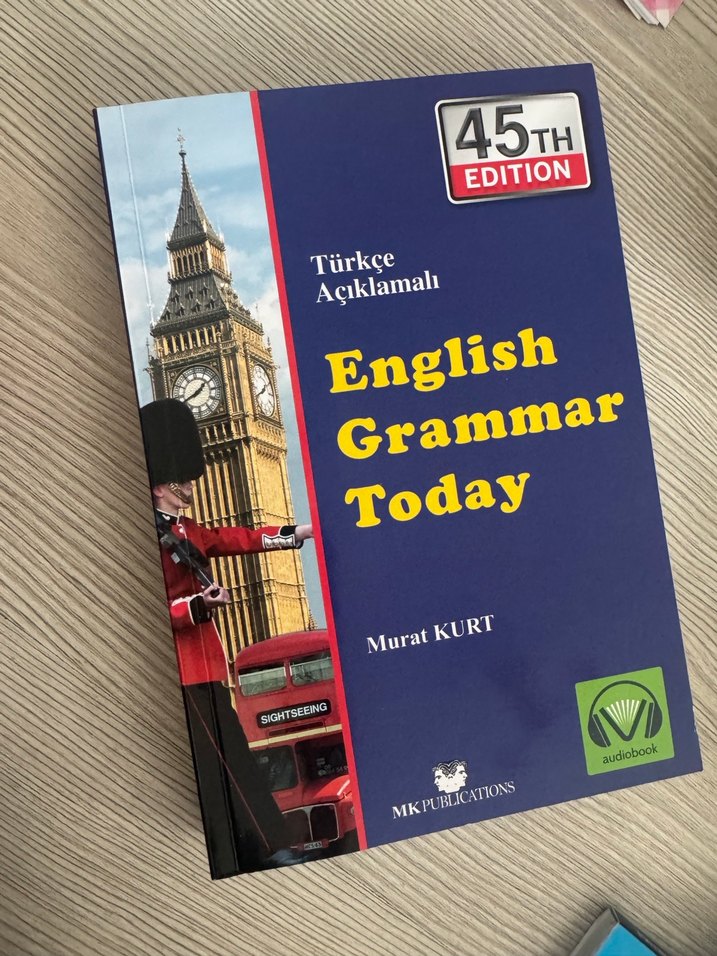 45TH
EDITION
Türkçe
Açıklamalı
English
Grammar
Today
Murat KURT
SIGHTSEEING
audiobook
MK PUBLICATIONS